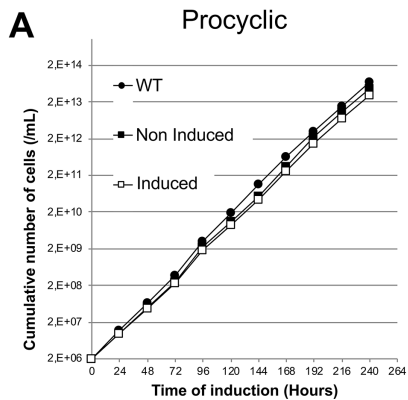 A
Procyclic
2,E+14
2,E+13
2,E+12
2,E+11
2,E+10
2,E+09
2,E+08
2,E+07
2,E+06
Cumulative number of cells (/mL)
WT
Non Induced
Induced
0 24 48 72 96 120 144 168 192 216 240 264
Time of induction (Hours)